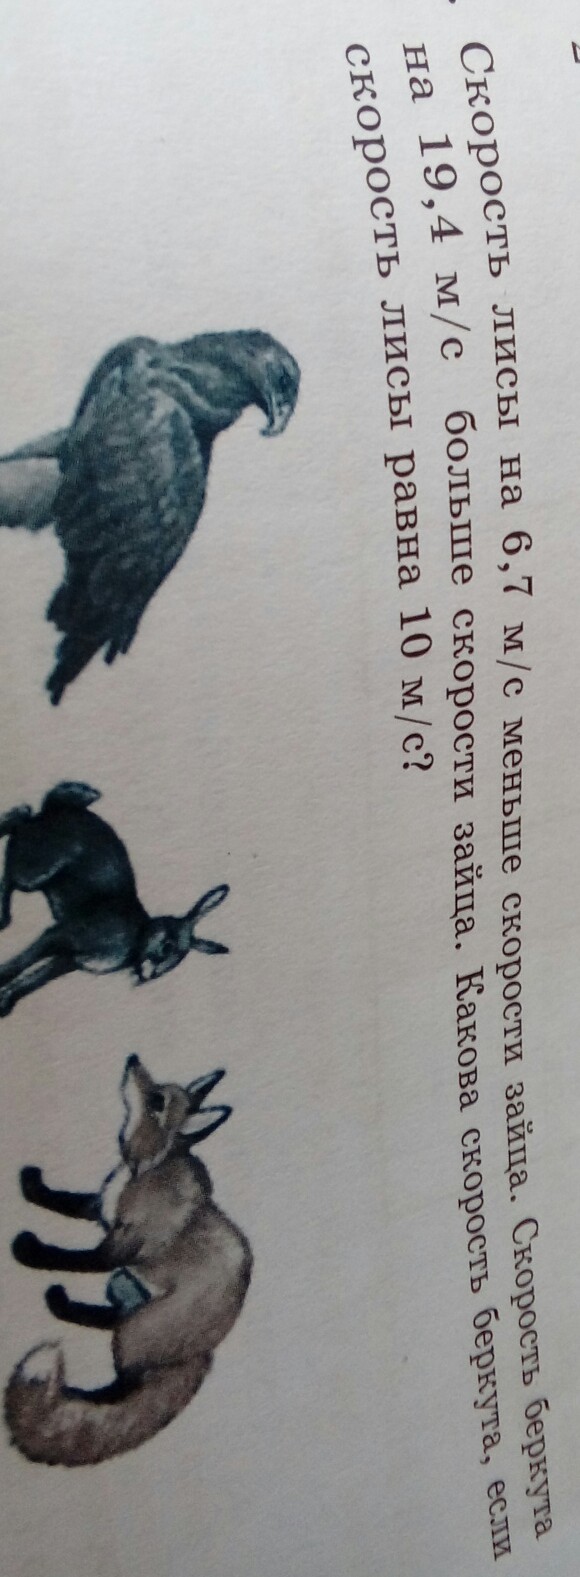 Скорость лисы на 6,7 м/с меньше скорости зайца. Скорость беркута
на 19,4 м/с больше скорости зайца. Какова скорость беркута, если
скорость лисы равна 10 м/с?